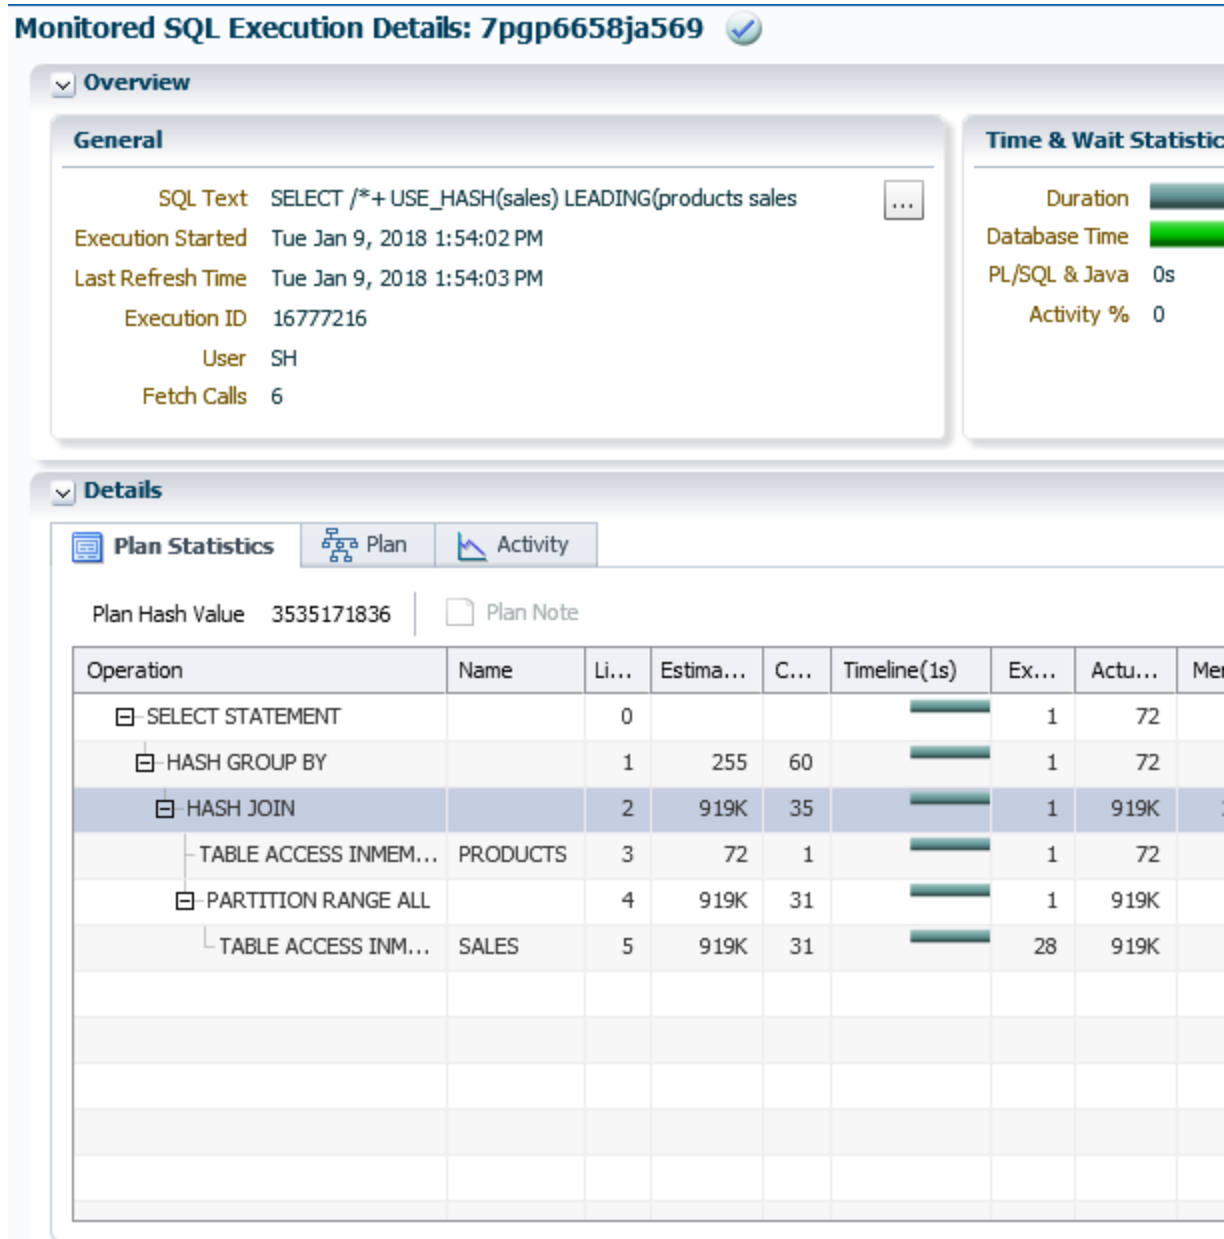 Monitored SQL Execution Details: 7pgp6658ja569
Overview
General
SQL Text SELECT /*+ USE_HASH(sales) LEADING(products sales ...
Execution Started Tue Jan 9, 2018 1:54:02 PM
Last Refresh Time Tue Jan 9, 2018 1:54:03 PM
Execution ID 16777216
User SH
Fetch Calls 6
Time & Wait Statistic
Duration
Database Time
PL/SQL & Java 0s
Activity % 0
Details
Plan Statistics Plan Activity
Plan Hash Value 3535171836 Plan Note
Operation Name Li... Estima... C... Timeline(1s) Ex... Actu... Mer
SELECT STATEMENT 0 1 72
HASH GROUP BY 1 255 60 1 72
HASH JOIN 2 919K 35 1 919K
TABLE ACCESS INMEM... PRODUCTS 3 72 1 1 72
PARTITION RANGE ALL 4 919K 31 1 919K
TABLE ACCESS INM... SALES 5 919K 31 28 919K